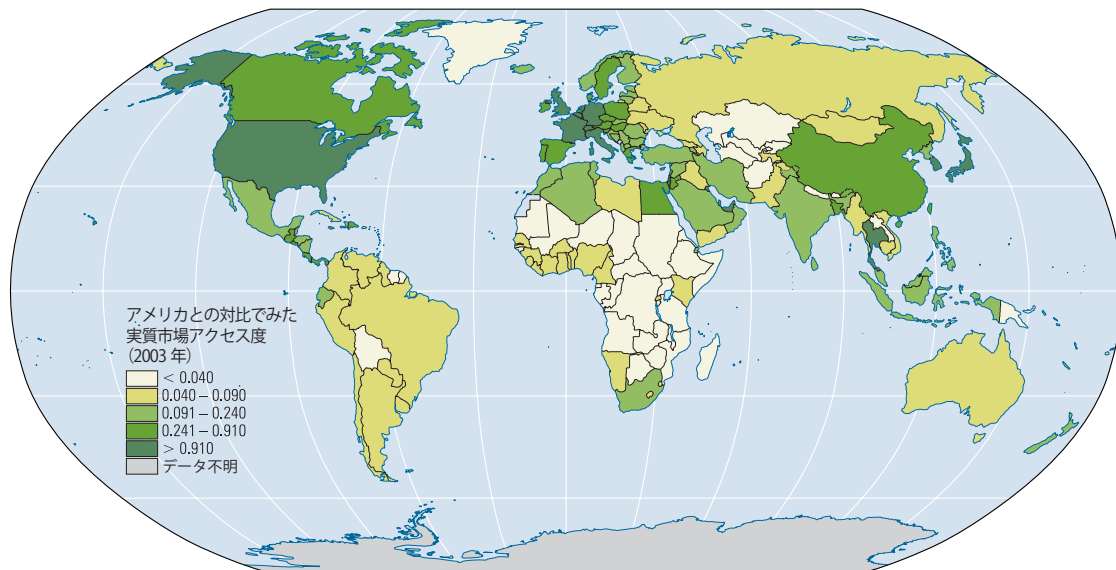 アメリカとの対比でみた
実質市場アクセス度
(2003 年)
< 0.040
0.040 – 0.090
0.091 – 0.240
0.241 – 0.910
> 0.910
データ不明